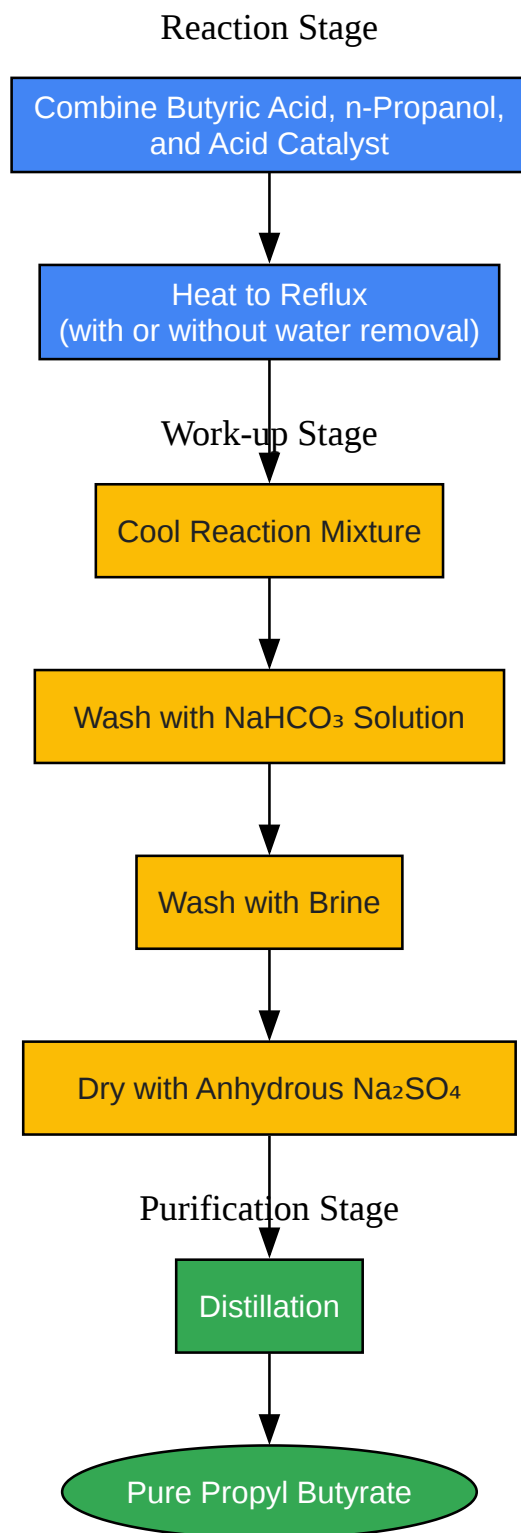 Reaction Stage
Combine Butyric Acid, n-Propanol,
and Acid Catalyst
Heat to Reflux
(with or without water removal)
Work-up Stage
Cool Reaction Mixture
Wash with NaHCO₃ Solution
Wash with Brine
Dry with Anhydrous Na₂SO₄
Purification Stage
Distillation
Pure Propyl Butyrate